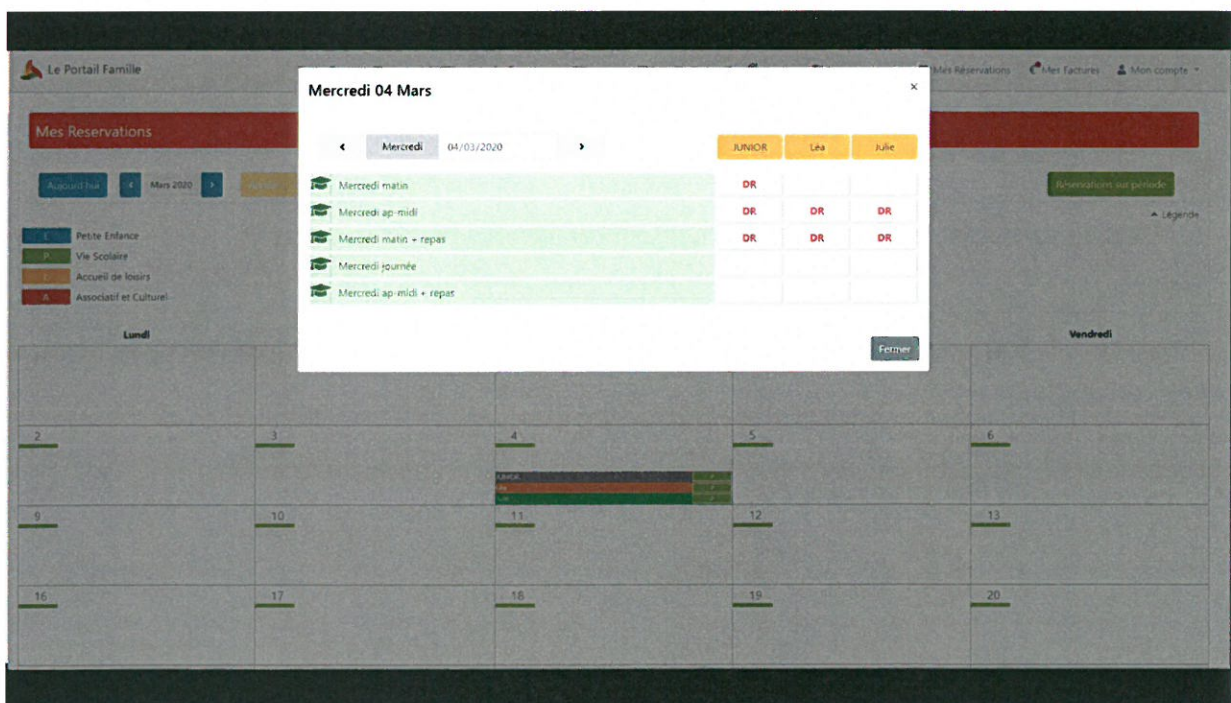 Le Portail Famille
Mes Réservations Mes Factures Mon compte
Mercredi 04 Mars ×
Mes Reservations
Mercredi 04/03/2020 JUNIOR Léa Julie
Aujourd'hui Mars 2020 Réservations sur période
Mercredi matin DR
Légende
Mercredi ap-midi DR DR DR
Petite Enfance
Mercredi matin + repas DR DR DR
P Vie Scolaire
Mercredi journée
Accueil de loisirs
Mercredi ap-midi + repas
A Associatif et Culturel
Lundi Vendredi
Fermer
2 3 4 5 6
JUNIOR
9 10 11 12 13
16 17 18 19 20